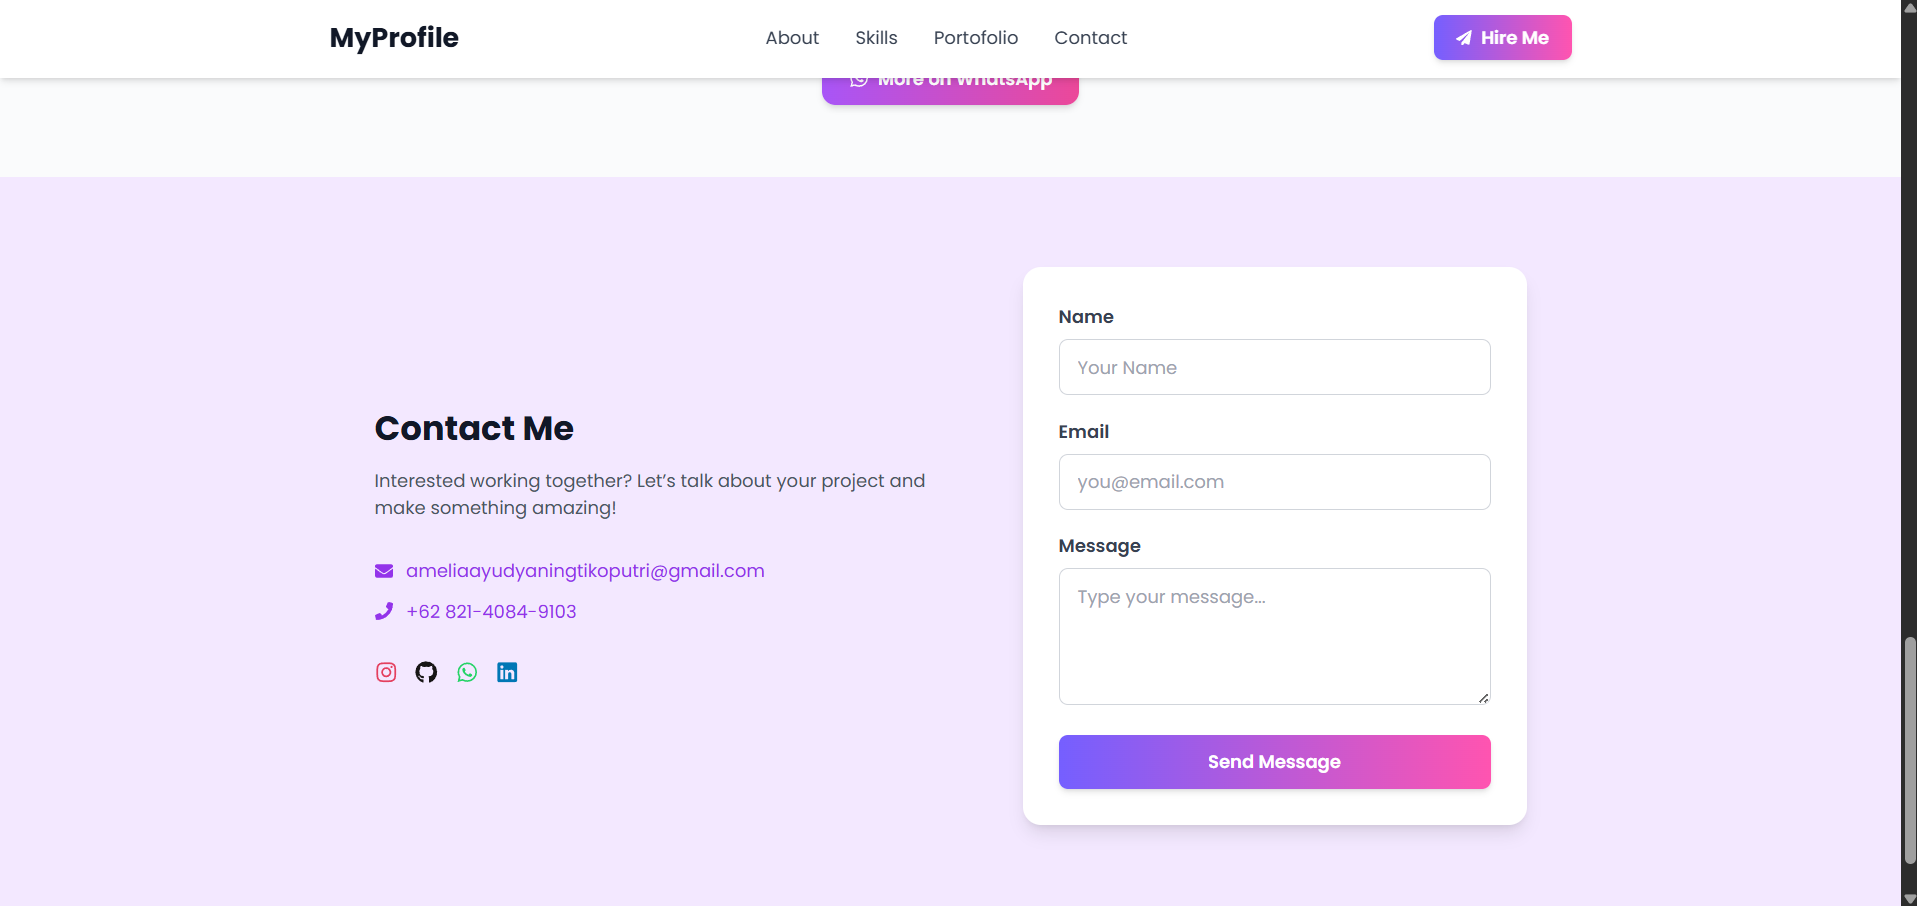 MyProfile
About
Skills
Portofolio
Contact
Hire Me
More on WhatsApp
Contact Me
Interested working together? Let’s talk about your project and
make something amazing!
ameliaayudyaningtikoputri@gmail.com
+62 821-4084-9103
Name
Your Name
Email
you@email.com
Message
Type your message...
Send Message